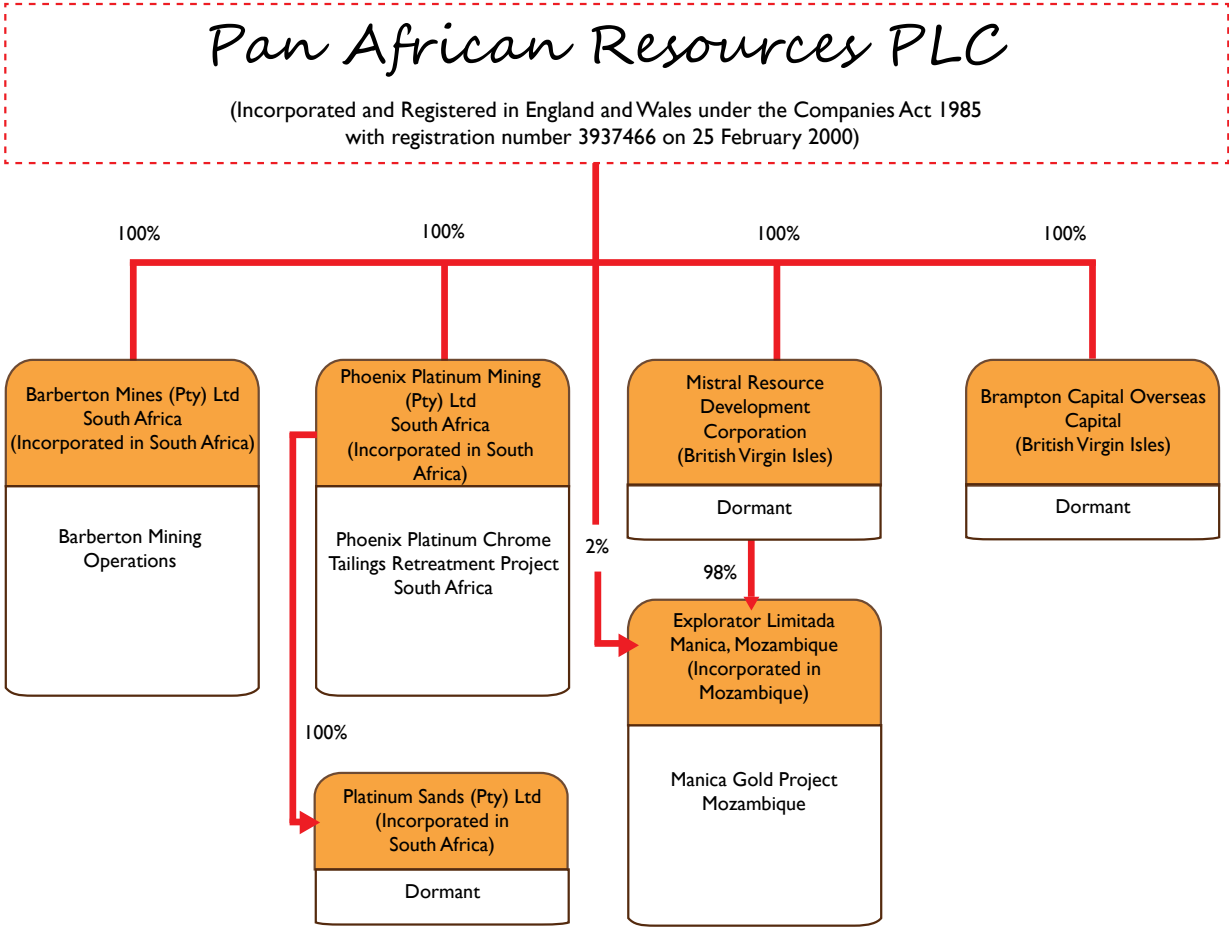 Pan African Resources PLC
(Incorporated and Registered in England and Wales under the Companies Act 1985
with registration number 3937466 on 25 February 2000)
100%
100%
100%
100%
Barberton Mines (Pty) Ltd
South Africa
(Incorporated in South Africa)
Barberton Mining
Operations
Phoenix Platinum Mining
(Pty) Ltd
South Africa
(Incorporated in South
Africa)
Phoenix Platinum Chrome
Tailings Retreatment Project
South Africa
Mistral Resource
Development
Corporation
(British Virgin Isles)
Dormant
Brampton Capital Overseas
Capital
(British Virgin Isles)
Dormant
2%
98%
Explorator Limitada
Manica, Mozambique
(Incorporated in
Mozambique)
Manica Gold Project
Mozambique
100%
Platinum Sands (Pty) Ltd
(Incorporated in
South Africa)
Dormant